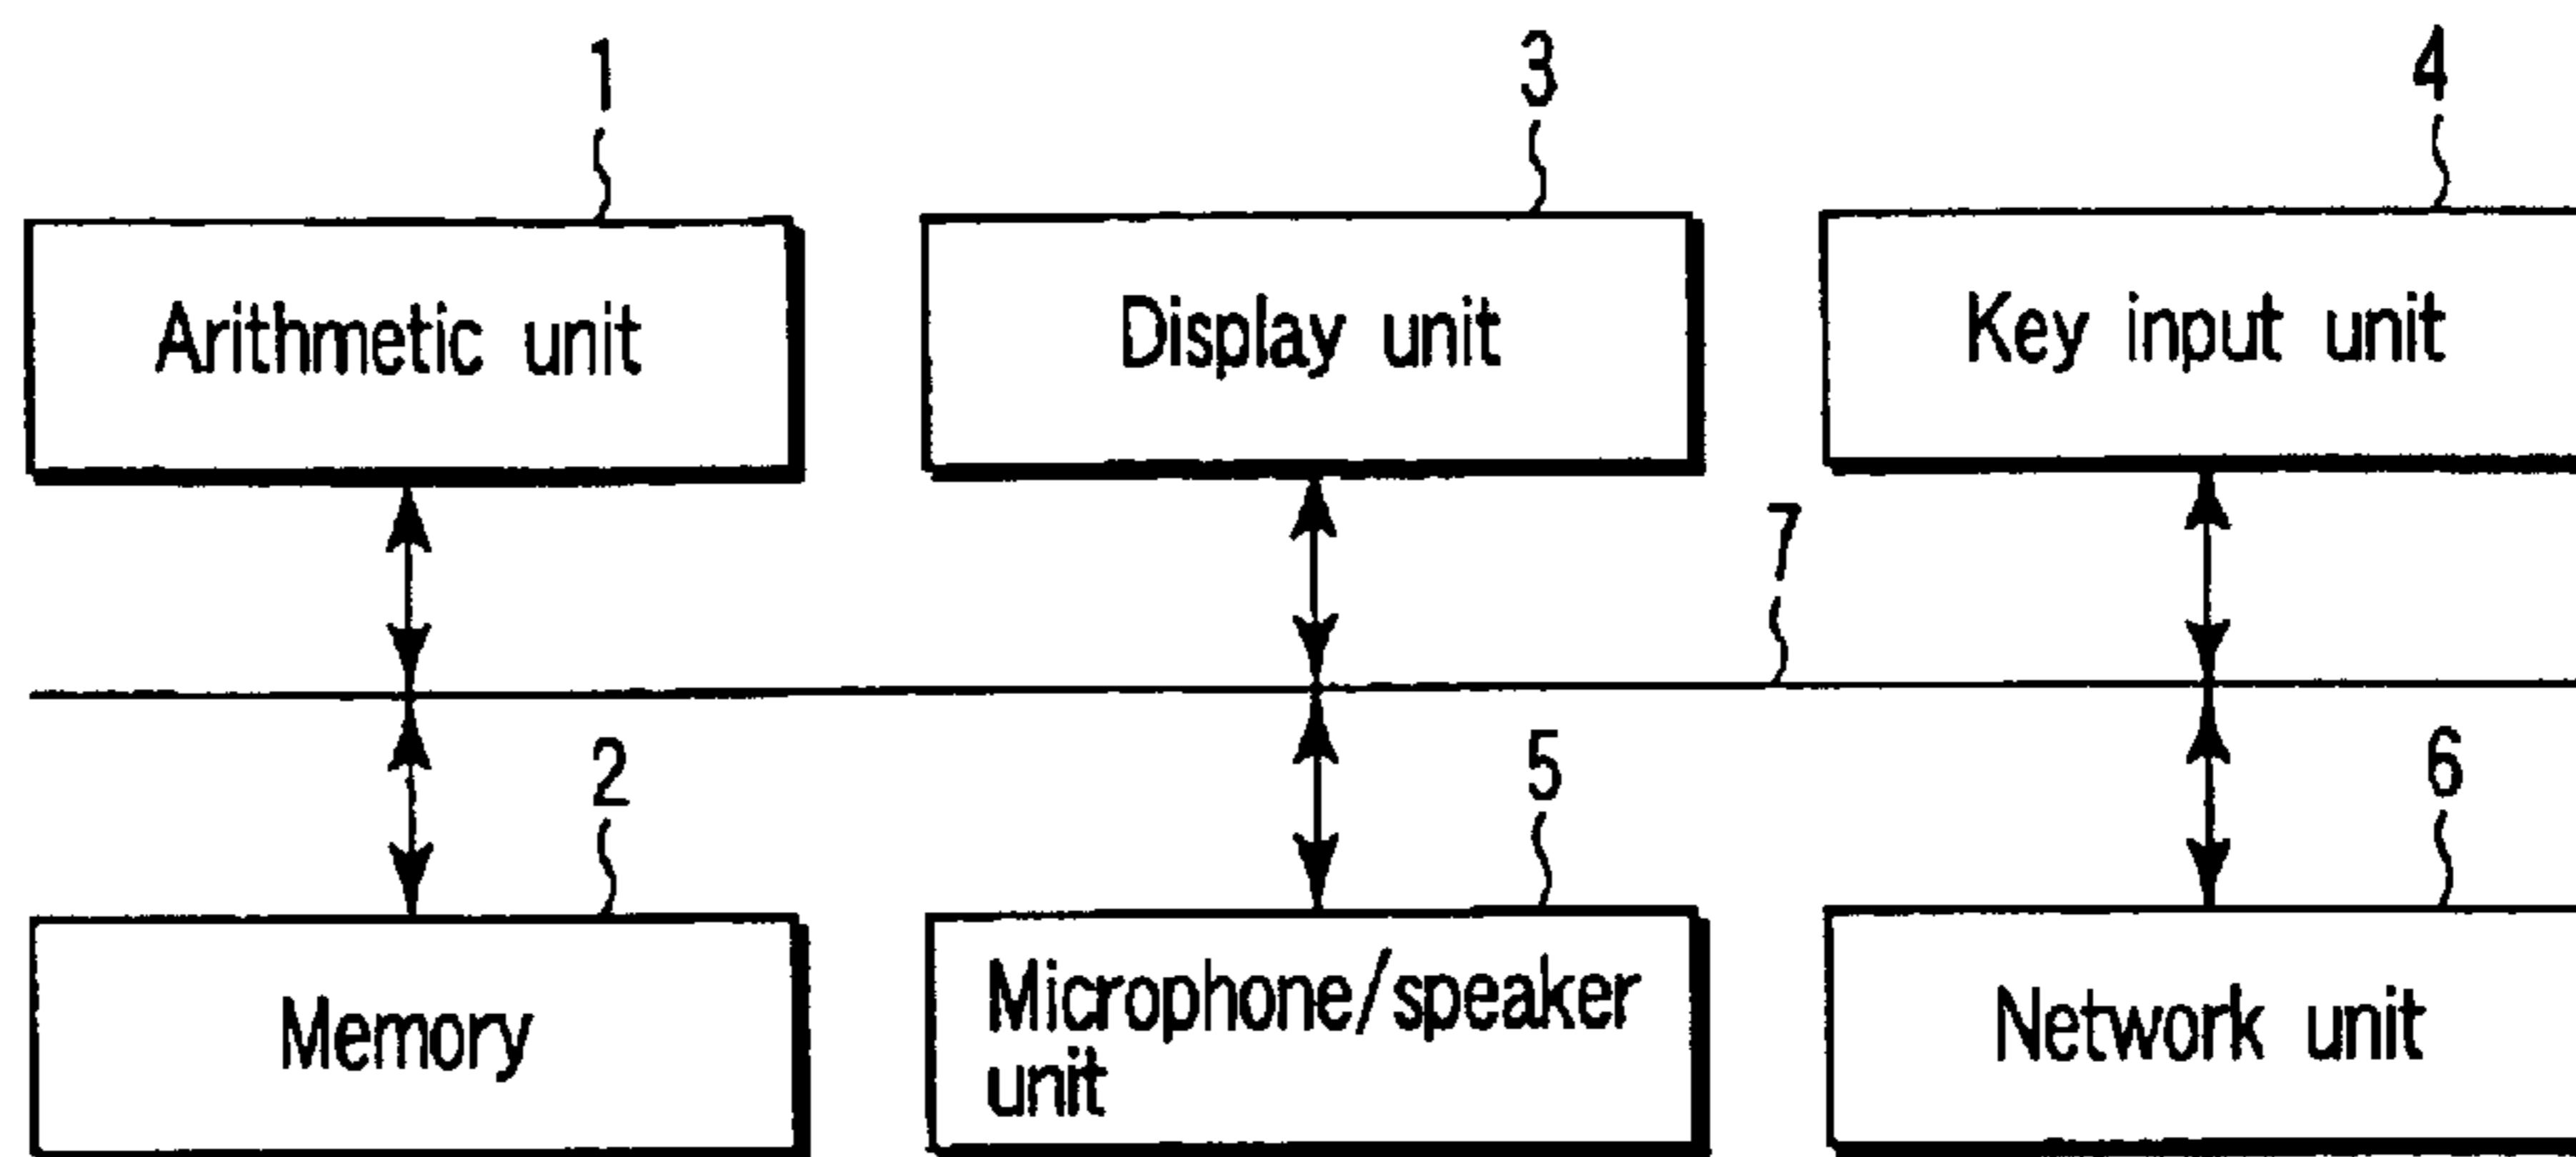 1
3
4
Arithmetic unit
Display unit
Key input unit
7
2
5
6
Memory
Microphone/speaker
unit
Network unit